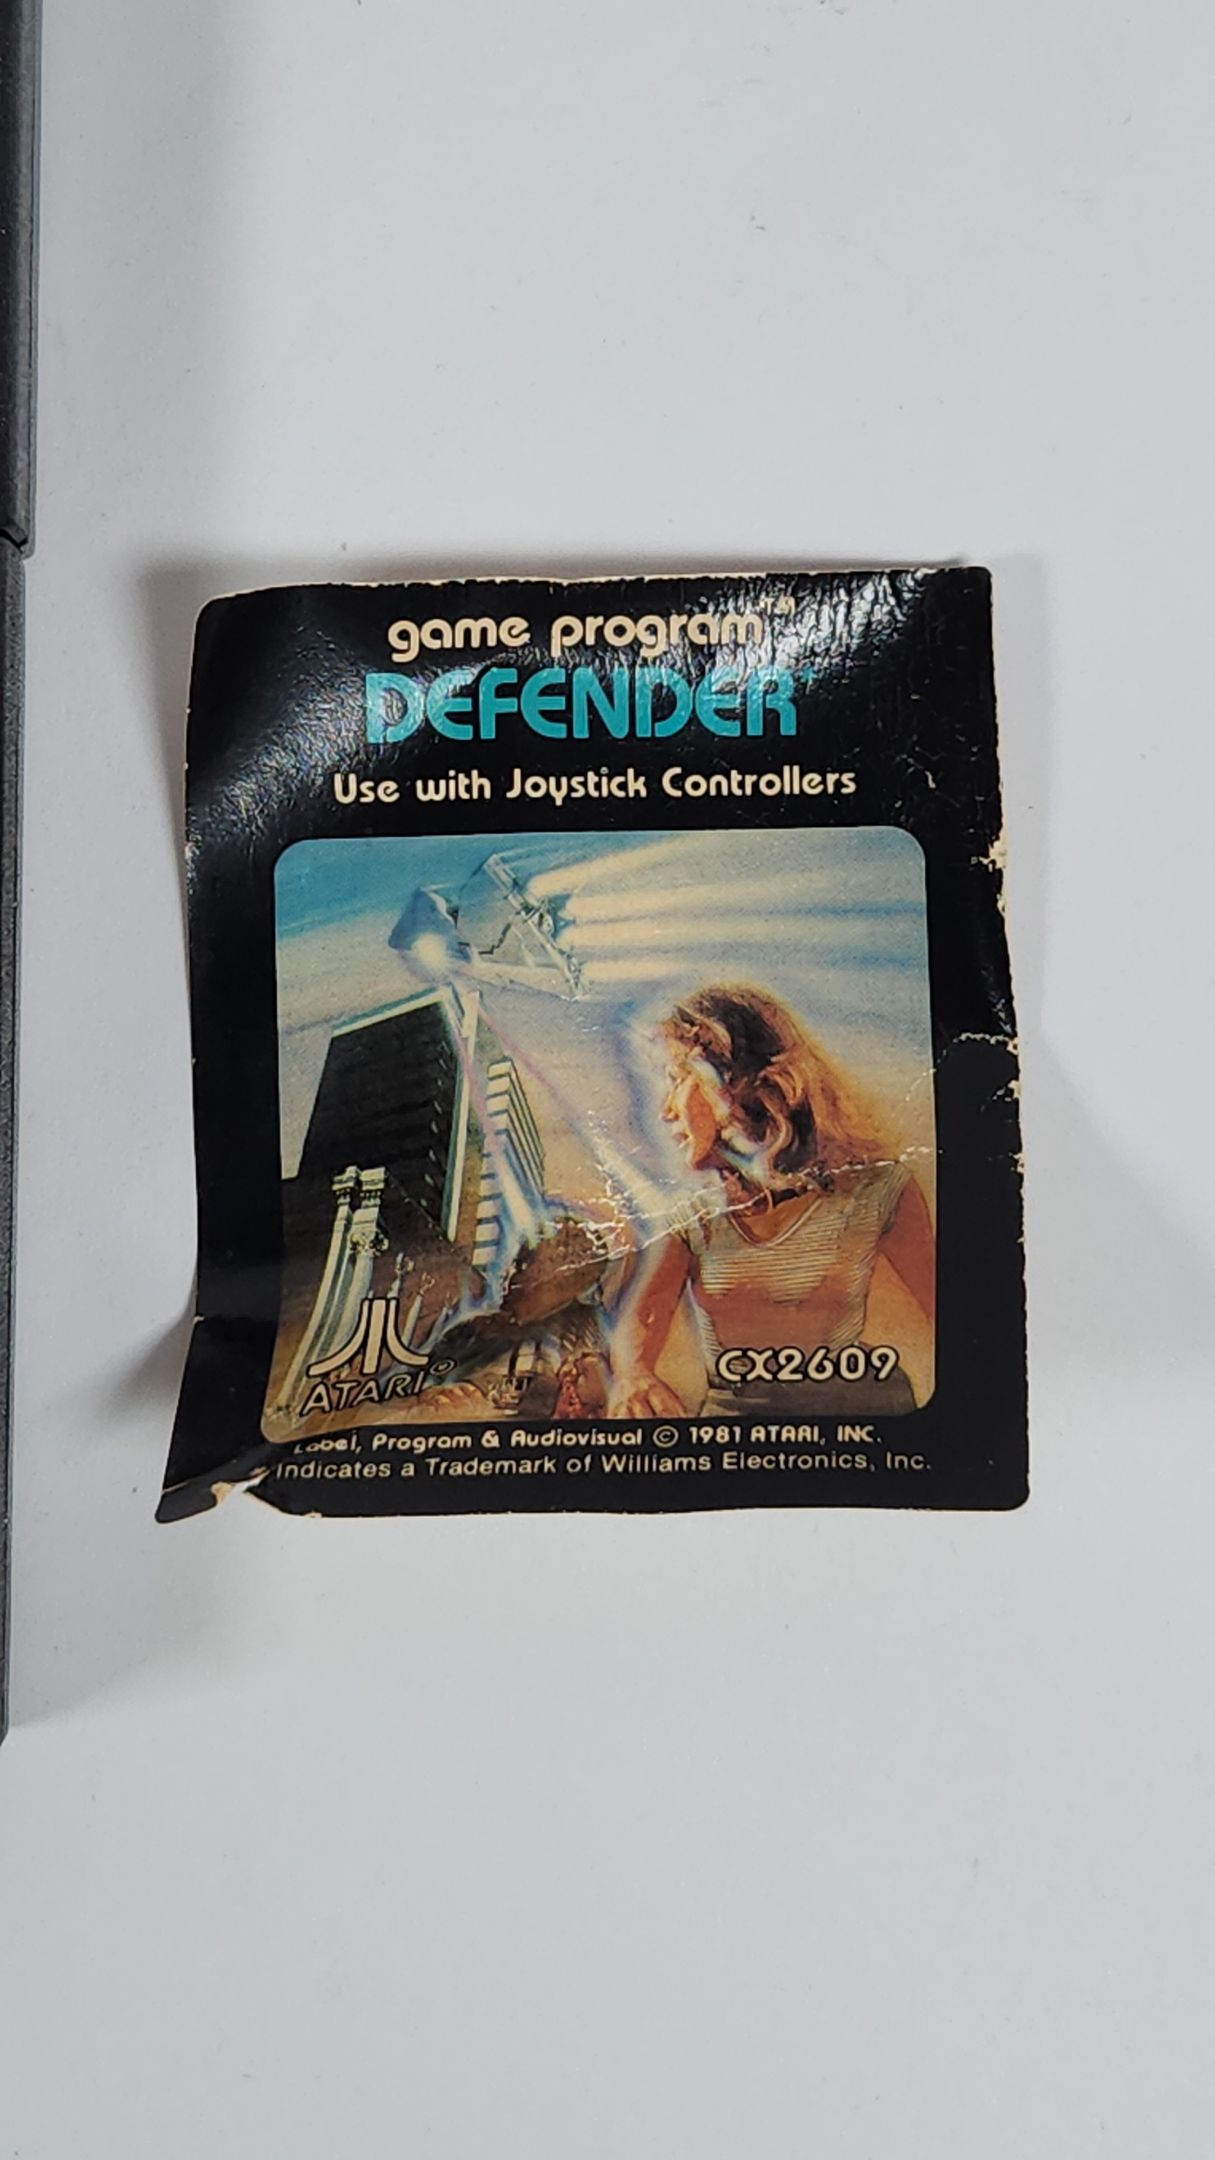 game program™
DEFENDER*
Use with Joystick Controllers
ATARI®
CX2609
Label, Program & Audiovisual © 1981 ATARI, INC.
Indicates a Trademark of Williams Electronics, Inc.